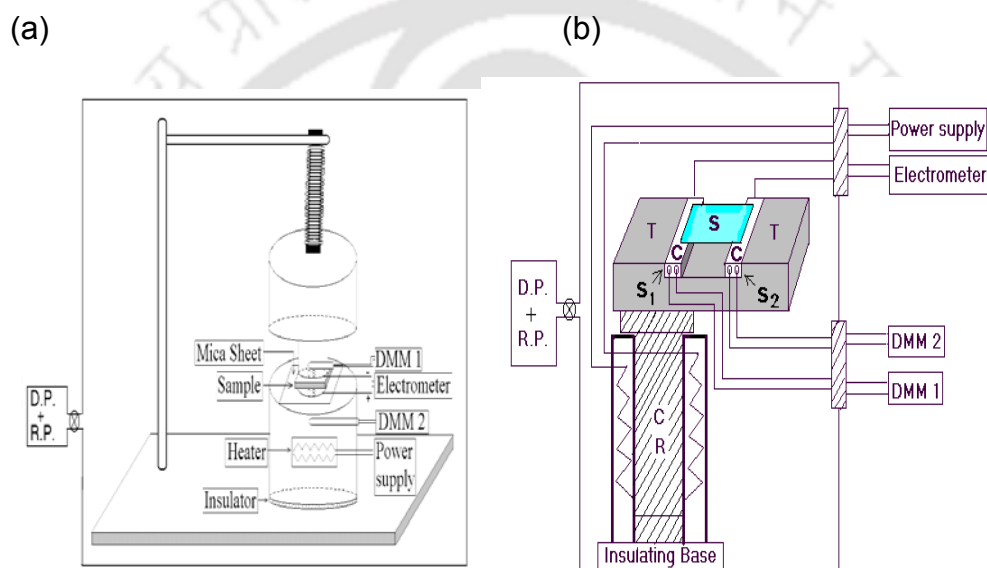 (a)
(b)
Mica Sheet
Sample
Heater
Insulator
DMM 1
-
Electrometer
+
DMM 2
Power
supply
D.P.
+
R.P.
Power supply
Electrometer
T
S
T
C
C
S1
S2
D.P.
+
R.P.
DMM 2
DMM 1
C
R
Insulating Base